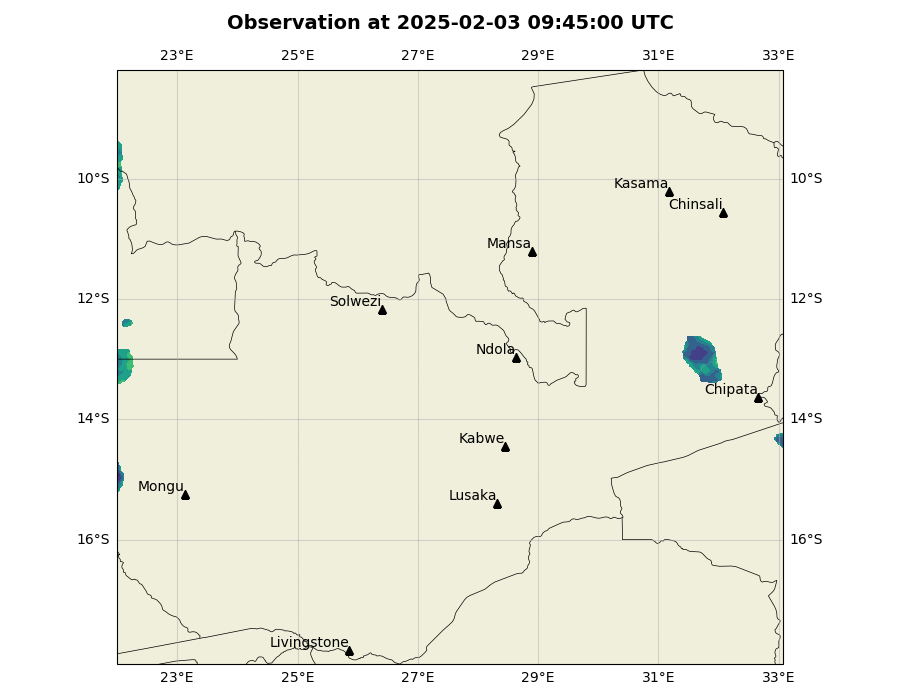 Observation at 2025-02-03 09:45:00 UTC
23°E 25°E 27°E 29°E 31°E 33°E
10°S 10°S
Kasama
Chinsali
Mansa
12°S 12°S
Solwezi
Ndola
Chipata
14°S 14°S
Kabwe
Mongu
Lusaka
16°S 16°S
Livingstone
23°E 25°E 27°E 29°E 31°E 33°E